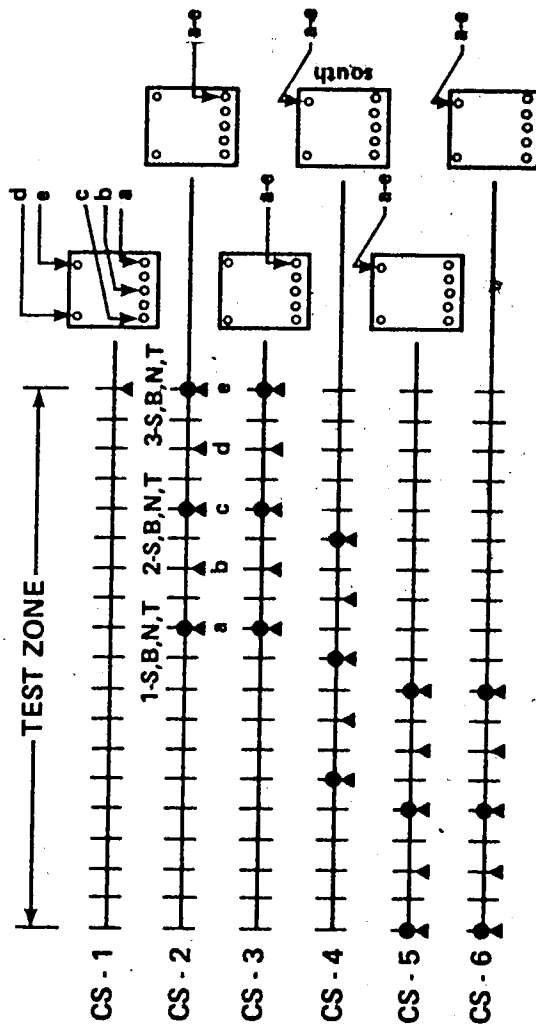 TEST ZONE
d
e
c
b
a
CS - 1
1-S,B,N,T 2-S,B,N,T 3-S,B,N,T
a-e
CS - 2
a b c d e
a-e
CS - 3
a-e
south
CS - 4
a-e
CS - 5
a-e
CS - 6